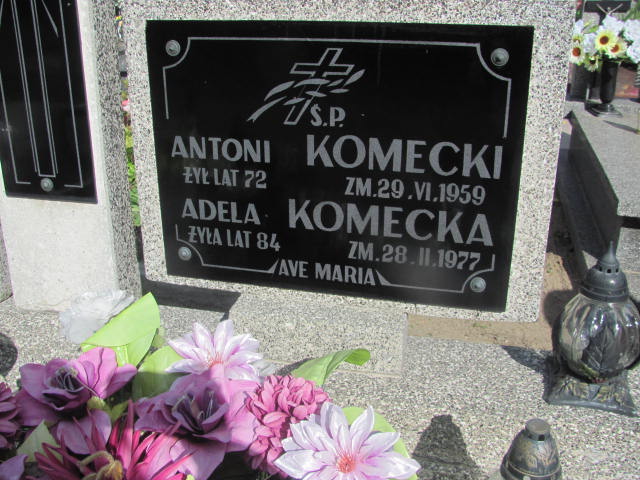 Ś.P.
ANTONI KOMECKI
ŻYŁ LAT 72 ZM. 29. VI. 1959
ADELA KOMECKA
ŻYŁA LAT 84 ZM. 28. II. 1977
AVE MARIA